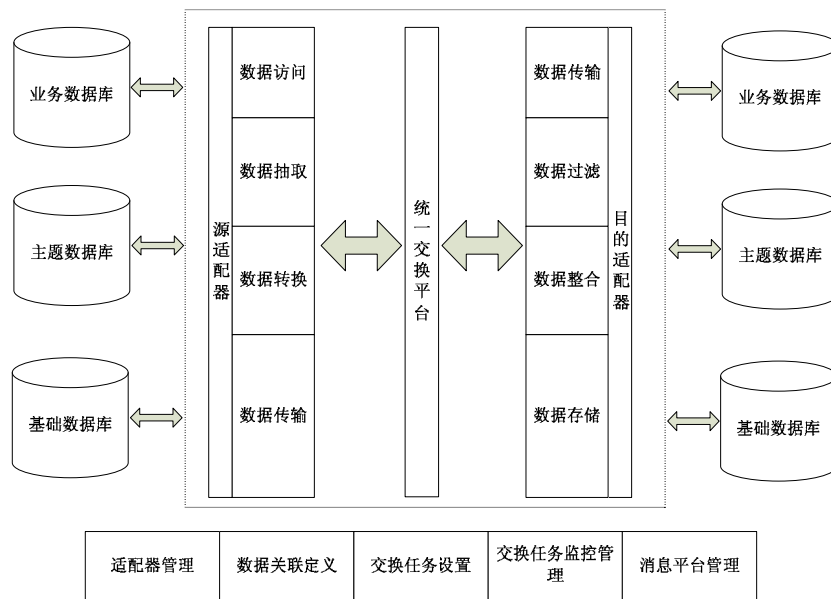 业务数据库
主题数据库
基础数据库
源适配器
数据访问
数据抽取
数据转换
数据传输
统一交换平台
数据传输
数据过滤
数据整合
数据存储
目的适配器
业务数据库
主题数据库
基础数据库
适配器管理
数据关联定义
交换任务设置
交换任务监控管
理
消息平台管理